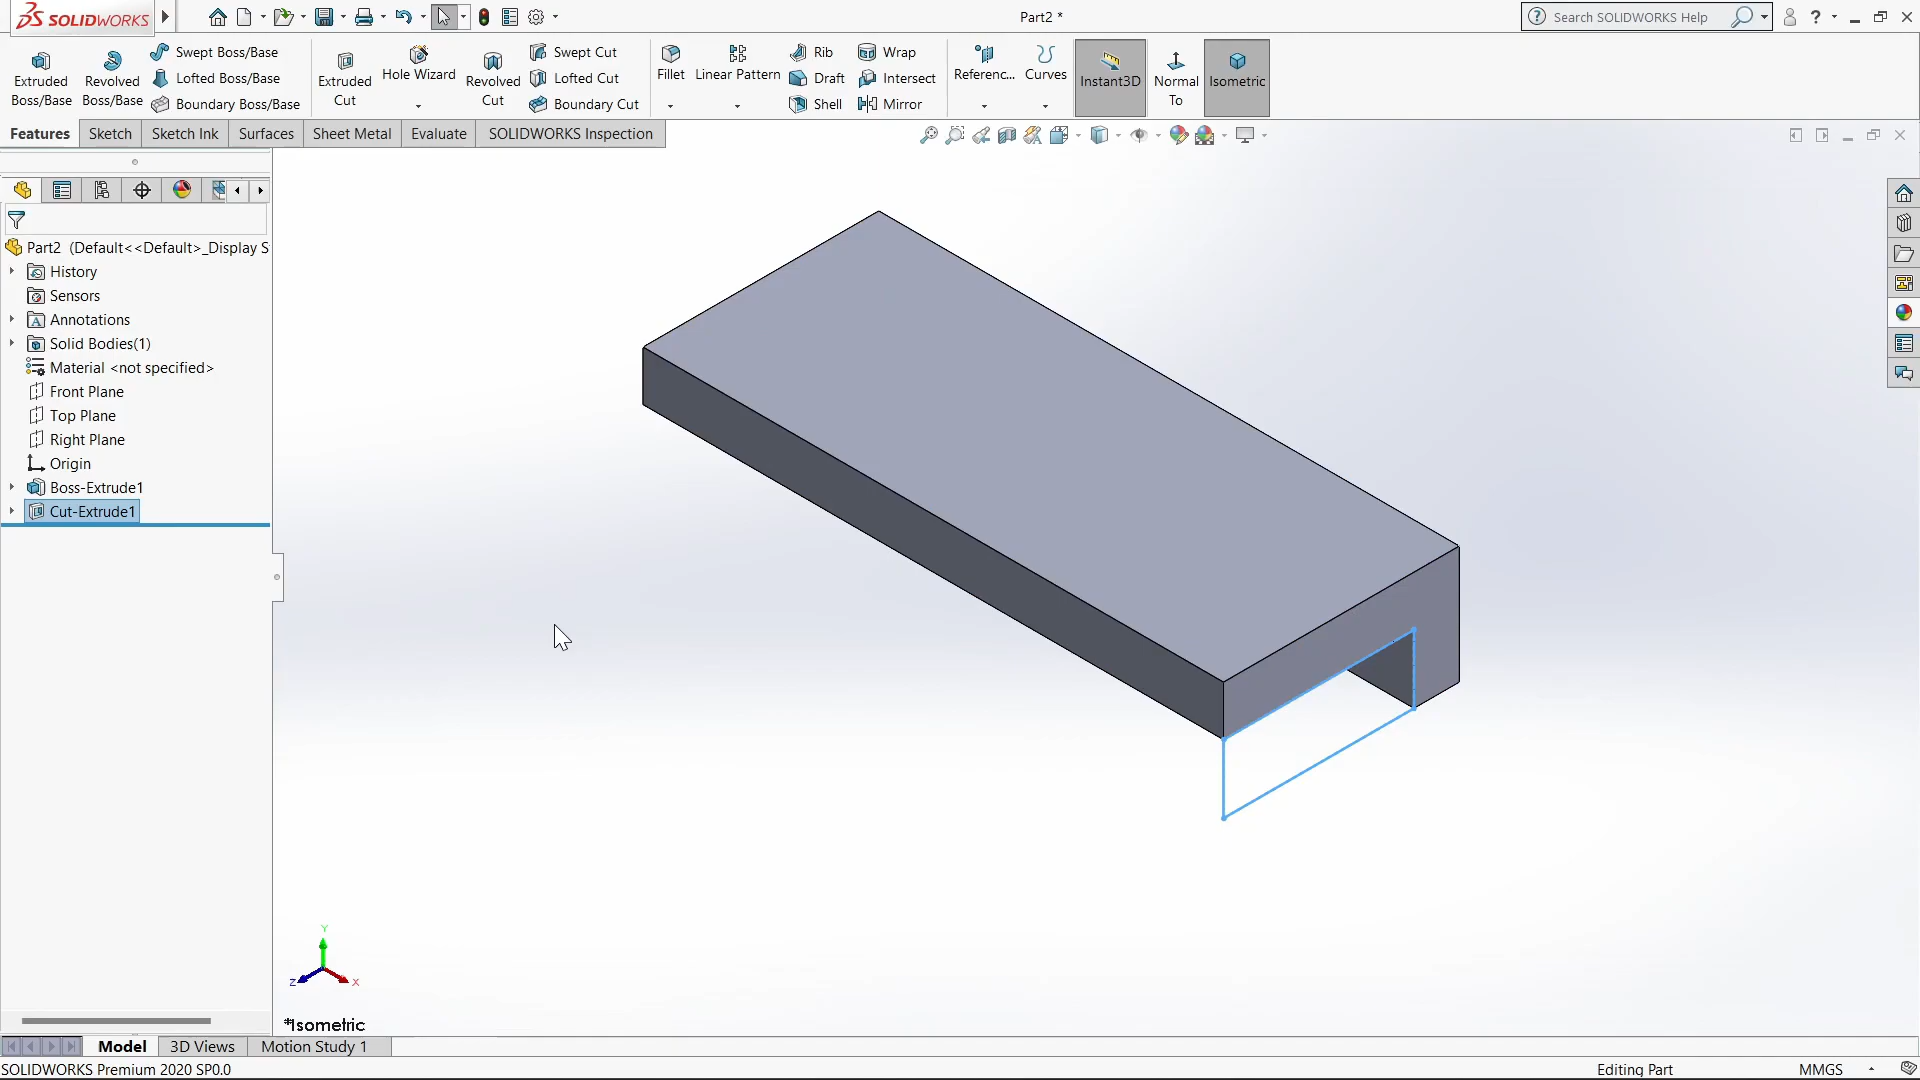 SOLIDWORKS
Part2 *
Search SOLIDWORKS Help
Extruded Boss/Base
Revolved Boss/Base
Swept Boss/Base
Lofted Boss/Base
Boundary Boss/Base
Extruded Cut
Hole Wizard
Revolved Cut
Swept Cut
Lofted Cut
Boundary Cut
Fillet
Linear Pattern
Rib
Draft
Shell
Wrap
Intersect
Mirror
Referenc...
Curves
Instant3D
Normal To
Isometric
Features
Sketch
Sketch Ink
Surfaces
Sheet Metal
Evaluate
SOLIDWORKS Inspection
Part2 (Default<<Default>_Display S
History
Sensors
Annotations
Solid Bodies(1)
Material <not specified>
Front Plane
Top Plane
Right Plane
Origin
Boss-Extrude1
Cut-Extrude1
Y
Z
X
*Isometric
Model
3D Views
Motion Study 1
SOLIDWORKS Premium 2020 SP0.0
Editing Part
MMGS